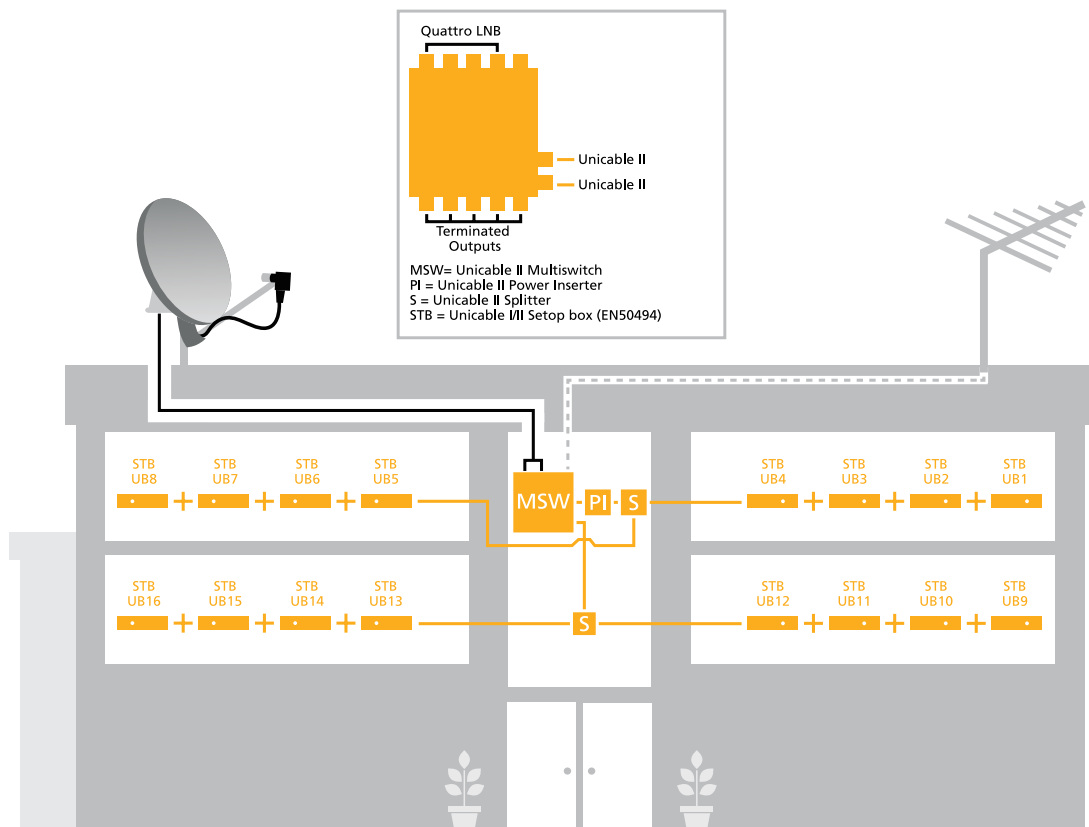 Quattro LNB
Unicable II
Unicable II
Terminated
Outputs
MSW= Unicable II Multiswitch
PI = Unicable II Power Inserter
S = Unicable II Splitter
STB = Unicable I/II Setop box (EN50494)
STB
UB8
STB
UB7
STB
UB6
STB
UB5
MSW
PI
S
STB
UB4
STB
UB3
STB
UB2
STB
UB1
STB
UB16
STB
UB15
STB
UB14
STB
UB13
S
STB
UB12
STB
UB11
STB
UB10
STB
UB9